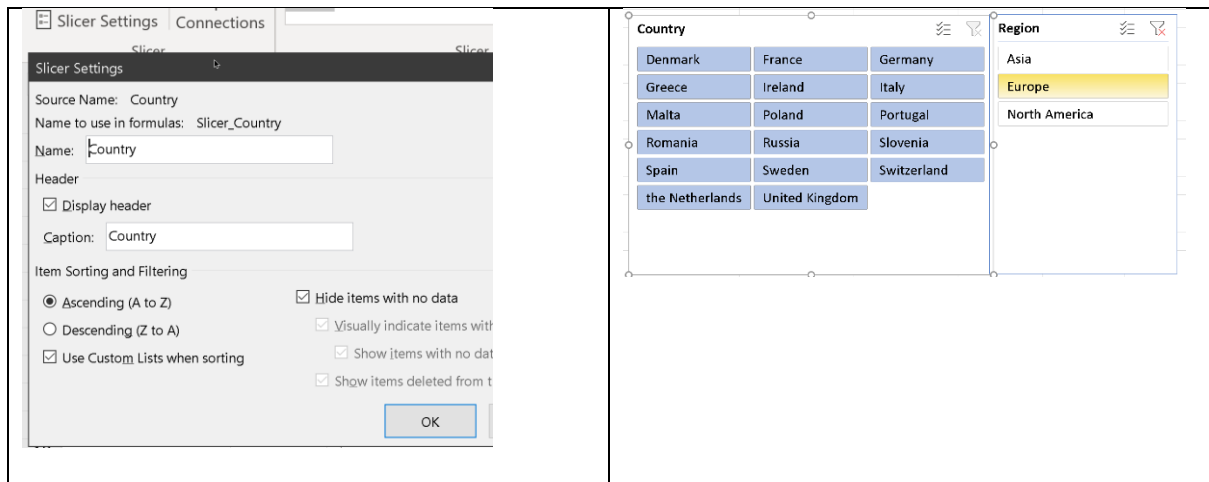 Slicer Settings
Connections
Slicer
Slicer
Slicer Settings
Source Name: Country
Name to use in formulas: Slicer_Country
Name: Country
Header
Display header
Caption: Country
Item Sorting and Filtering
Ascending (A to Z)
Descending (Z to A)
Use Custom Lists when sorting
Hide items with no data
Visually indicate items with
Show items with no dat
Show items deleted from t
OK
Country
Denmark France Germany
Greece Ireland Italy
Malta Poland Portugal
Romania Russia Slovenia
Spain Sweden Switzerland
the Netherlands United Kingdom
Region
Asia
Europe
North America